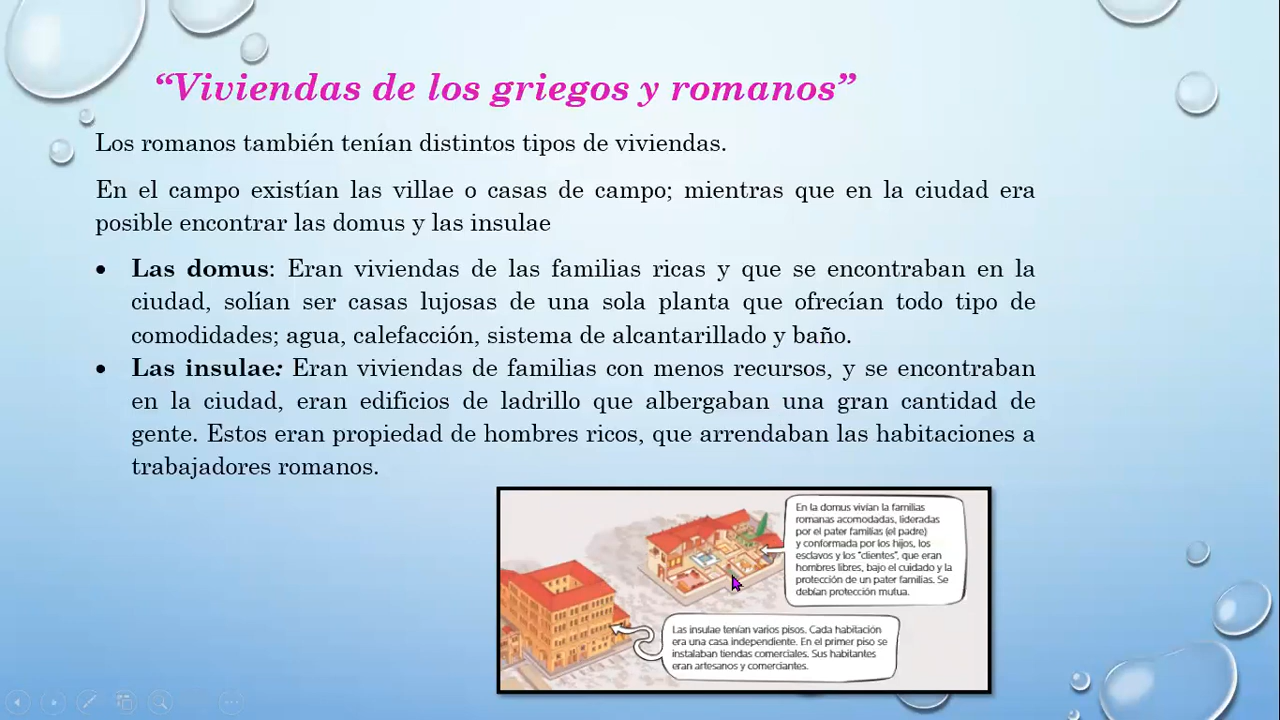 “Viviendas de los griegos y romanos”
Los romanos también tenían distintos tipos de viviendas.
En el campo existían las villae o casas de campo; mientras que en la ciudad era
posible encontrar las domus y las insulae
• Las domus: Eran viviendas de las familias ricas y que se encontraban en la
ciudad, solían ser casas lujosas de una sola planta que ofrecían todo tipo de
comodidades; agua, calefacción, sistema de alcantarillado y baño.
• Las insulae: Eran viviendas de familias con menos recursos, y se encontraban
en la ciudad, eran edificios de ladrillo que albergaban una gran cantidad de
gente. Estos eran propiedad de hombres ricos, que arrendaban las habitaciones a
trabajadores romanos.
En la domus vivían la familias
romanas acomodadas, lideradas
por el pater familias (el padre)
y conformada por los hijos, los
esclavos y los "clientes", que eran
hombres libres, bajo el cuidado y la
protección de un pater familias. Se
debían protección mutua.
Las insulae tenían varios pisos. Cada habitación
era una casa independiente. En el primer piso se
instalaban tiendas comerciales. Sus habitantes
eran artesanos y comerciantes.